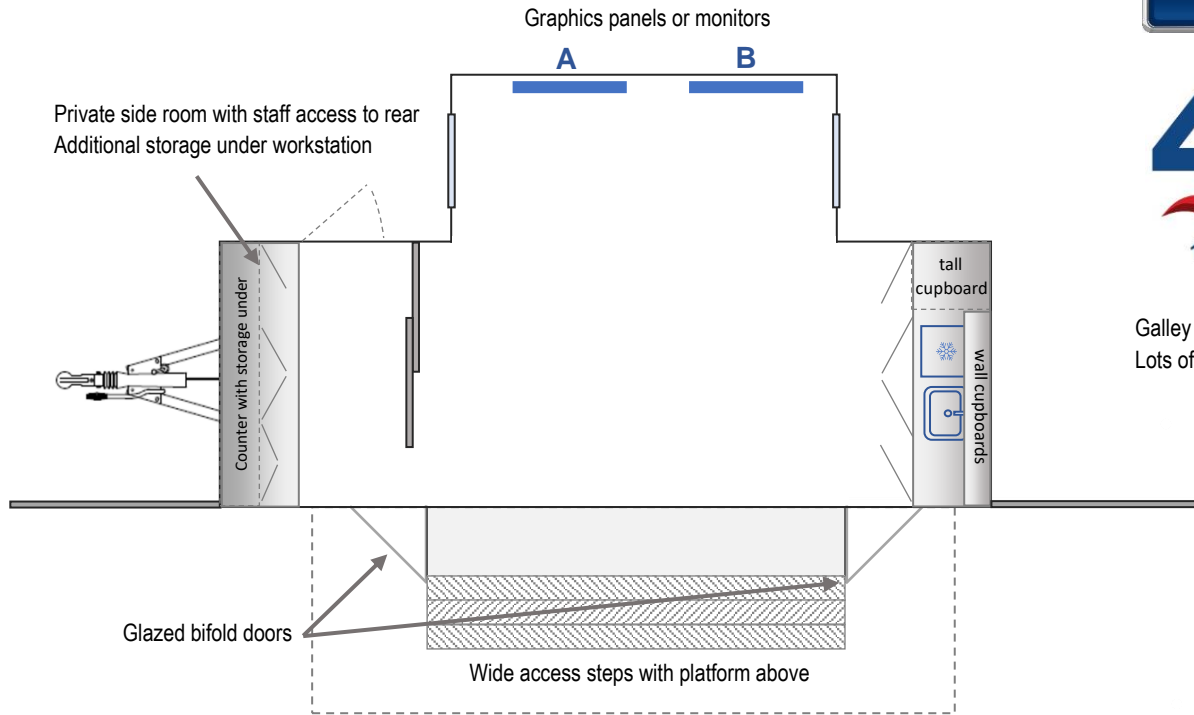 Graphics panels or monitors
A
B
Private side room with staff access to rear
Additional storage under workstation
Counter with storage under
tall
cupboard
wall cupboards
Galley
Lots of
Glazed bifold doors
Wide access steps with platform above